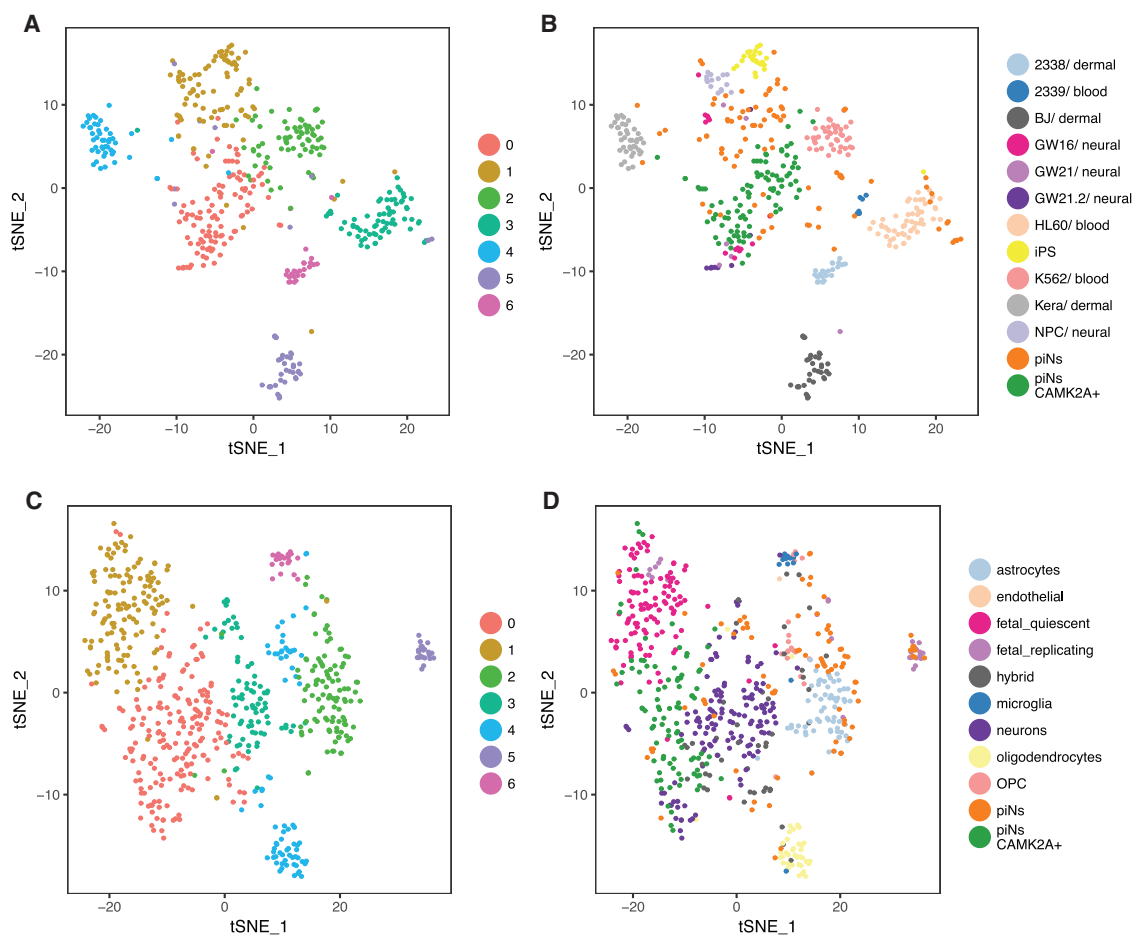 A
B
10
0
−10
−20
−20
−10
0
10
20
tSNE_1
tSNE_2
0
1
2
3
4
5
6
10
0
−10
−20
−20
−10
0
10
20
tSNE_1
tSNE_2
2338/ dermal
2339/ blood
BJ/ dermal
GW16/ neural
GW21/ neural
GW21.2/ neural
HL60/ blood
iPS
K562/ blood
Kera/ dermal
NPC/ neural
piNs
piNs
CAMK2A+
C
D
10
0
−10
−20
0
20
tSNE_1
tSNE_2
0
1
2
3
4
5
6
10
0
−10
−20
0
20
tSNE_1
tSNE_2
astrocytes
endothelial
fetal_quiescent
fetal_replicating
hybrid
microglia
neurons
oligodendrocytes
OPC
piNs
piNs
CAMK2A+